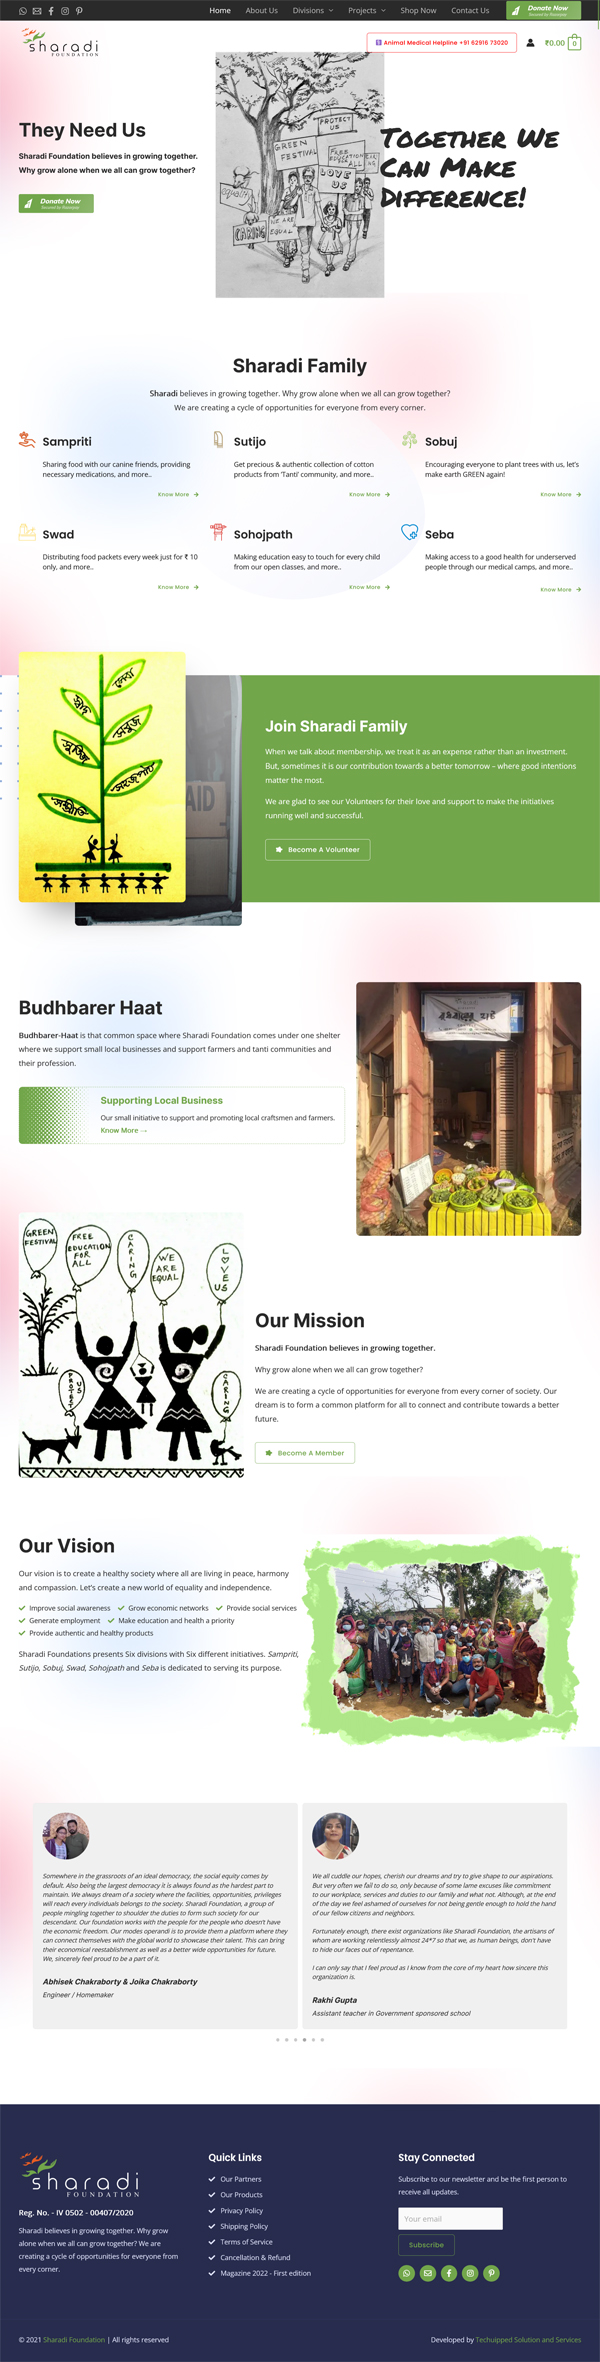 Home About Us Divisions Projects Shop Now Contact Us Donate Now
Secured by Razorpay
sharadi
FOUNDATION
Animal Medical Helpline +91 62916 73020
₹0.00 0
They Need Us
Sharadi Foundation believes in growing together.
Why grow alone when we all can grow together?
Donate Now
Secured by Razorpay
PROTECT
US
GREEN
FESTIVAL
FREE
EDUCATION
CARING
LOVE
US
EQUALITY
WE ARE
EQUAL
CARING
Together We
Can Make
Difference!
Sharadi Family
Sharadi believes in growing together. Why grow alone when we all can grow together?
We are creating a cycle of opportunities for everyone from every corner.
Sampriti
Sharing food with our canine friends, providing
necessary medications, and more..
Know More →
Sutijo
Get precious & authentic collection of cotton
products from 'Tanti' community, and more..
Know More →
Sobuj
Encouraging everyone to plant trees with us, let's
make earth GREEN again!
Know More →
Swad
Distributing food packets every week just for ₹ 10
only, and more..
Know More →
Sohojpath
Making education easy to touch for every child
from our open classes, and more..
Know More →
Seba
Making access to a good health for underserved
people through our medical camps, and more..
Know More →
সেবা
স্বাদ
সবুজ
সূতিজ
সহজপাঠ
সম্প্রীতি
AID
Join Sharadi Family
When we talk about membership, we treat it as an expense rather than an investment.
But, sometimes it is our contribution towards a better tomorrow – where good intentions
matter the most.
We are glad to see our Volunteers for their love and support to make the initiatives
running well and successful.
Become A Volunteer
Budhbarer Haat
Budhbarer-Haat is that common space where Sharadi Foundation comes under one shelter
where we support small local businesses and support farmers and tanti communities and
their profession.
Supporting Local Business
Our small initiative to support and promoting local craftsmen and farmers.
Know More →
বুধবারের হাট
GREEN
FESTIVAL
FREE
EDUCATION
FOR
ALL
CARING
WE
ARE
EQUAL
LOVE
US
PROTECT
US
CARING
Our Mission
Sharadi Foundation believes in growing together.
Why grow alone when we all can grow together?
We are creating a cycle of opportunities for everyone from every corner of society. Our
dream is to form a common platform for all to connect and contribute towards a better
future.
Become A Member
Our Vision
Our vision is to create a healthy society where all are living in peace, harmony
and compassion. Let's create a new world of equality and independence.
Improve social awareness Grow economic networks Provide social services
Generate employment Make education and health a priority
Provide authentic and healthy products
Sharadi Foundations presents Six divisions with Six different initiatives. Sampriti,
Sutijo, Sobuj, Swad, Sohojpath and Seba is dedicated to serving its purpose.
Somewhere in the grassroots of an ideal democracy, the social equity comes by
default. Also being the largest democracy it is always found as the hardest part to
maintain. We always dream of a society where the facilities, opportunities, privileges
will reach every individuals belongs to the society. Sharadi Foundation, a group of
people mingling together to shoulder the duties to form such society for our
descendant. Our foundation works with the people for the people who doesn't have
the economic freedom. Our modes operandi is to provide them a platform where they
can connect themselves with the global world to showcase their talent. This can bring
their economical reestablishment as well as a better wide opportunities for future.
We, sincerely feel proud to be a part of it.
Abhisek Chakraborty & Joika Chakraborty
Engineer / Homemaker
We all cuddle our hopes, cherish our dreams and try to give shape to our aspirations.
But very often we fail to do so, only because of some lame excuses like commitment
to our workplace, services and duties to our family and what not. Although, at the end
of the day we feel ashamed of ourselves for not being gentle enough to hold the hand
of our fellow citizens and neighbors.
Fortunately enough, there exist organizations like Sharadi Foundation, the artisans of
whom are working relentlessly almost 24*7 so that we, as human beings, don't have
to hide our faces out of repentance.
I can only say that I feel proud as I know from the core of my heart how sincere this
organization is.
Rakhi Gupta
Assistant teacher in Government sponsored school
sharadi
FOUNDATION
Reg. No. - IV 0502 - 00407/2020
Sharadi believes in growing together. Why grow
alone when we all can grow together? We are
creating a cycle of opportunities for everyone from
every corner.
Quick Links
Our Partners
Our Products
Privacy Policy
Shipping Policy
Terms of Service
Cancellation & Refund
Magazine 2022 - First edition
Stay Connected
Subscribe to our newsletter and be the first person to
receive all updates.
Your email
Subscribe
© 2021 Sharadi Foundation | All rights reserved
Developed by Techuipped Solution and Services